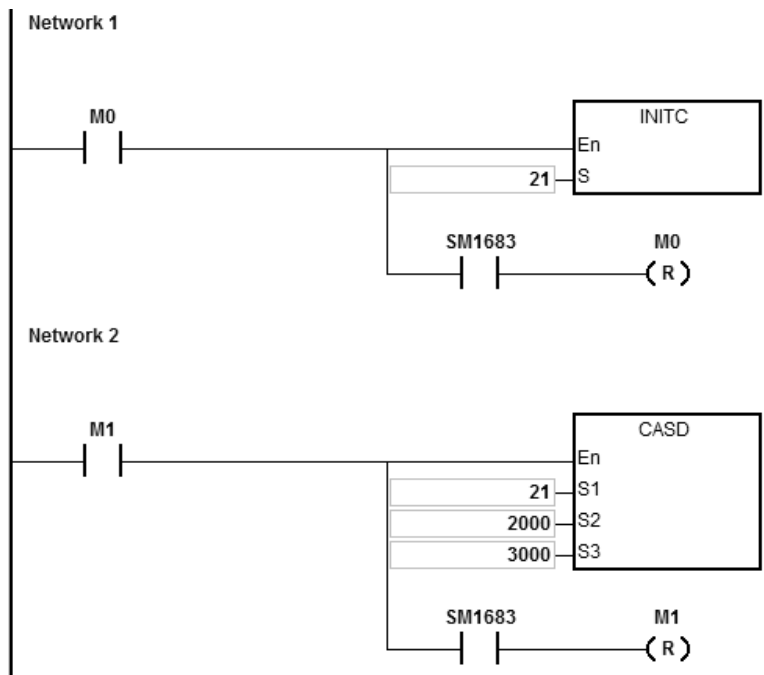 Network 1
M0
INITC
En
21
S
SM1683
M0
R
Network 2
M1
CASD
En
21
S1
2000
S2
3000
S3
SM1683
M1
R